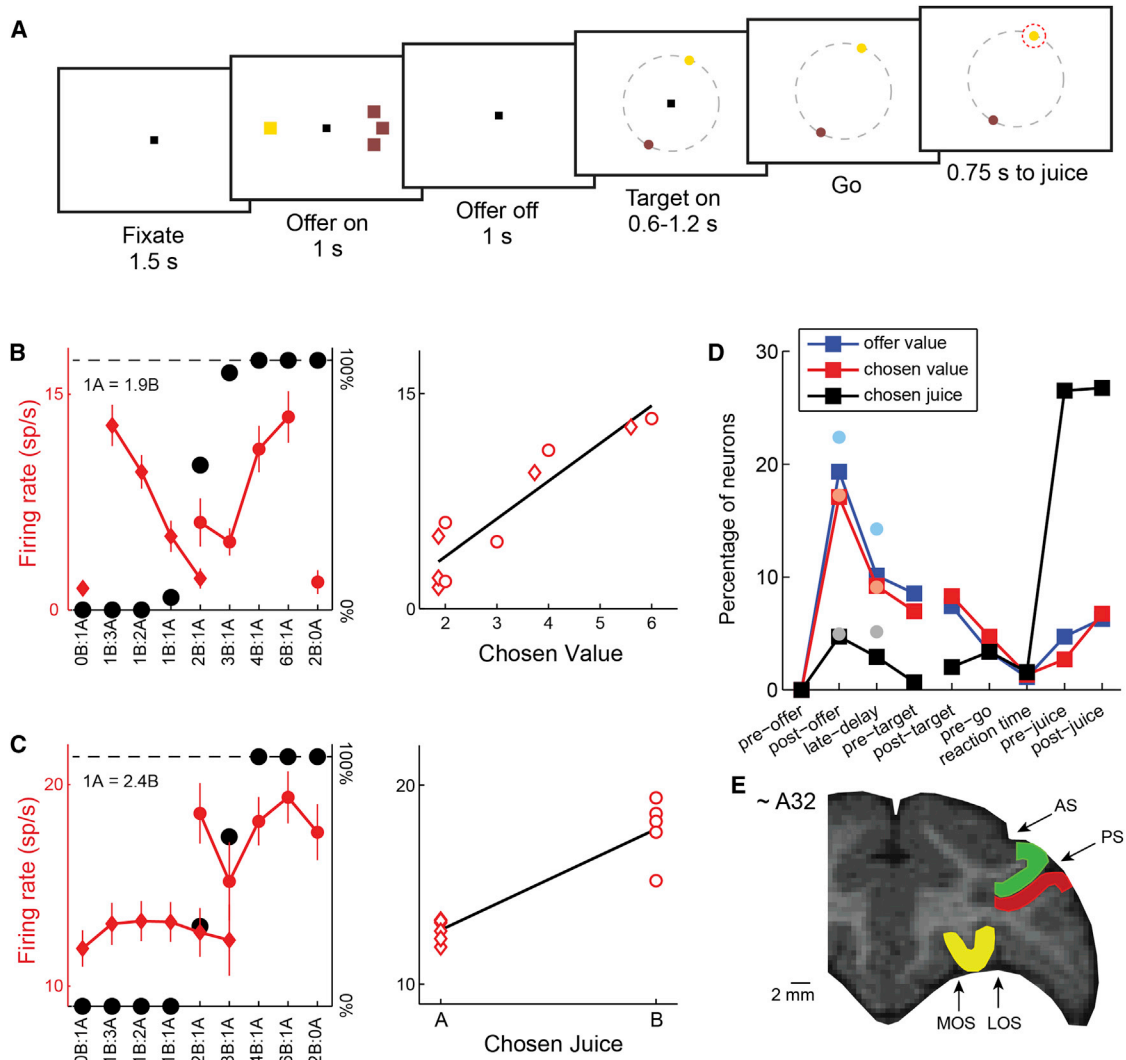 A
Fixate
1.5 s
Offer on
1 s
Offer off
1 s
Target on
0.6-1.2 s
Go
0.75 s to juice
B
1A = 1.9B
Firing rate (sp/s)
15
0
100%
0%
0B:1A
1B:3A
1B:2A
1B:1A
2B:1A
3B:1A
4B:1A
6B:1A
2B:0A
15
0
2
3
4
5
6
Chosen Value
C
1A = 2.4B
Firing rate (sp/s)
20
10
100%
0%
0B:1A
1B:3A
1B:2A
1B:1A
2B:1A
3B:1A
4B:1A
6B:1A
2B:0A
20
10
A
B
Chosen Juice
D
offer value
chosen value
chosen juice
Percentage of neurons
30
20
10
0
pre-offer
post-offer
late-delay
pre-target
post-target
pre-go
reaction time
pre-juice
post-juice
E
~ A32
AS
PS
2 mm
MOS
LOS